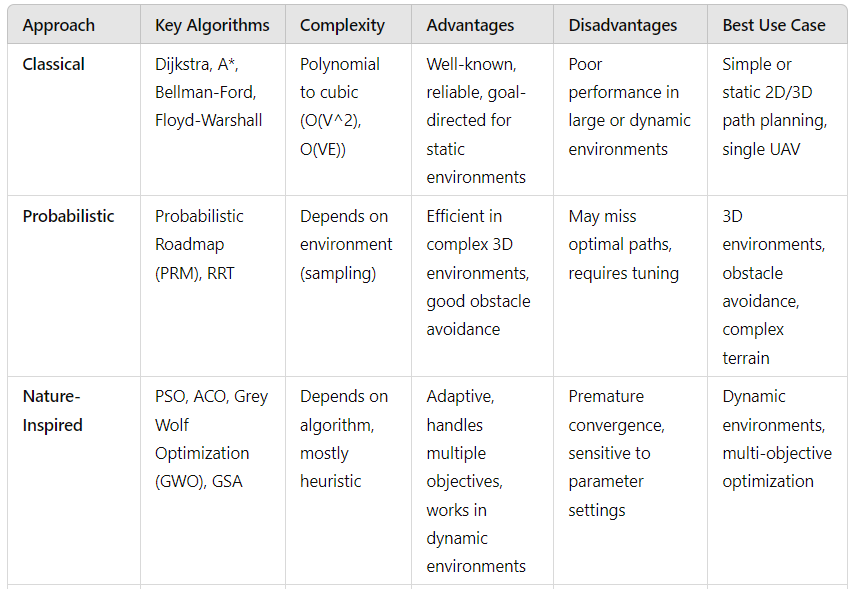 Approach
Key Algorithms
Complexity
Advantages
Disadvantages
Best Use Case
Classical
Dijkstra, A*,
Bellman-Ford,
Floyd-Warshall
Polynomial
to cubic
(O(V^2),
O(VE))
Well-known,
reliable, goal-
directed for
static
environments
Poor
performance in
large or dynamic
environments
Simple or
static 2D/3D
path planning,
single UAV
Probabilistic
Probabilistic
Roadmap
(PRM), RRT
Depends on
environment
(sampling)
Efficient in
complex 3D
environments,
good obstacle
avoidance
May miss
optimal paths,
requires tuning
3D
environments,
obstacle
avoidance,
complex
terrain
Nature-
Inspired
PSO, ACO, Grey
Wolf
Optimization
(GWO), GSA
Depends on
algorithm,
mostly
heuristic
Adaptive,
handles
multiple
objectives,
works in
dynamic
environments
Premature
convergence,
sensitive to
parameter
settings
Dynamic
environments,
multi-objective
optimization